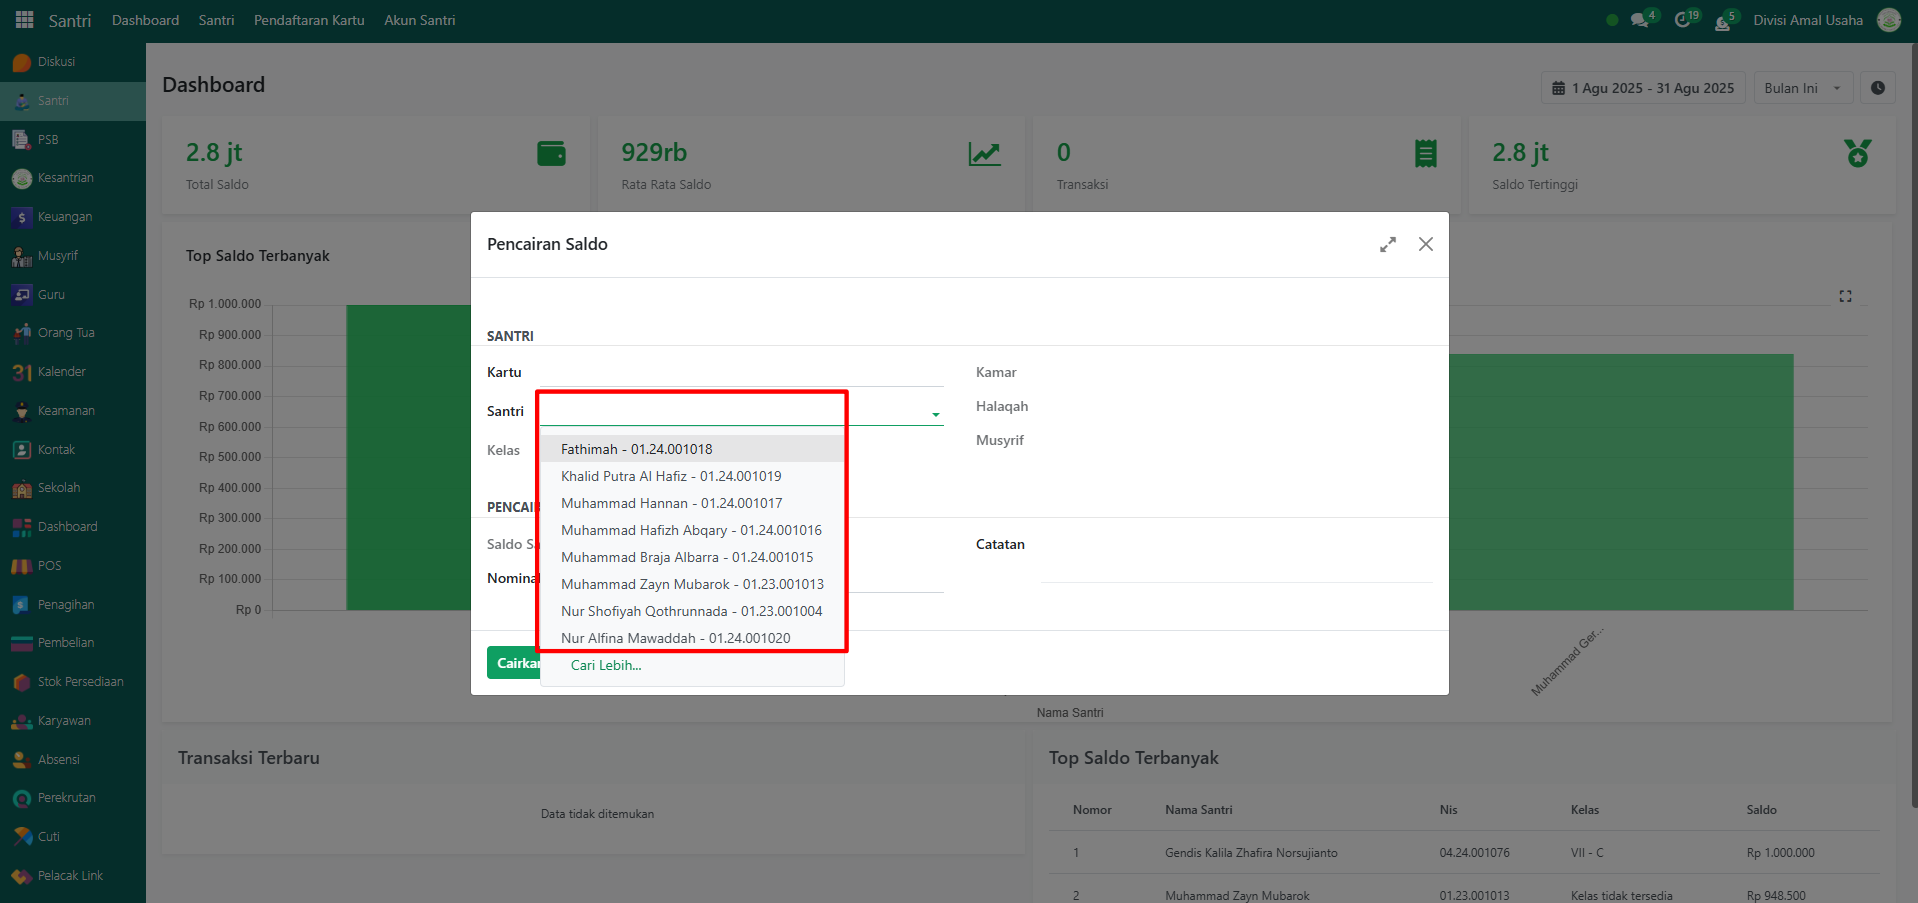 Santri Dashboard Santri Pendaftaran Kartu Akun Santri 4 19 5 Divisi Amal Usaha
Diskusi
Santri
PSB
Kesantrian
Keuangan
Musyrif
Guru
Orang Tua
31 Kalender
Keamanan
Kontak
Sekolah
Dashboard
POS
Penagihan
Pembelian
Stok Persediaan
Karyawan
Absensi
Perekrutan
Cuti
Pelacak Link
Dashboard
1 Agu 2025 - 31 Agu 2025 Bulan Ini
2.8 jt
Total Saldo
929rb
Rata Rata Saldo
0
Transaksi
2.8 jt
Saldo Tertinggi
Top Saldo Terbanyak
Rp 1.000.000
Rp 900.000
Rp 800.000
Rp 700.000
Rp 600.000
Rp 500.000
Rp 400.000
Rp 300.000
Rp 200.000
Rp 100.000
Rp 0
Muhammad Ger...
Nama Santri
Pencairan Saldo
SANTRI
Kartu
Santri
Kelas
Kamar
Halaqah
Musyrif
Fathimah - 01.24.001018
Khalid Putra Al Hafiz - 01.24.001019
Muhammad Hannan - 01.24.001017
Muhammad Hafizh Abqary - 01.24.001016
Muhammad Braja Albarra - 01.24.001015
Muhammad Zayn Mubarok - 01.23.001013
Nur Shofiyah Qothrunnada - 01.23.001004
Nur Alfina Mawaddah - 01.24.001020
Cari Lebih...
PENCAI
Saldo Sa
Nominal
Catatan
Cairkan
Transaksi Terbaru
Data tidak ditemukan
Top Saldo Terbanyak
Nomor Nama Santri Nis Kelas Saldo
1 Gendis Kalila Zhafira Norsujianto 04.24.001076 VII - C Rp 1.000.000
2 Muhammad Zayn Mubarok 01.23.001013 Kelas tidak tersedia Rp 948.500